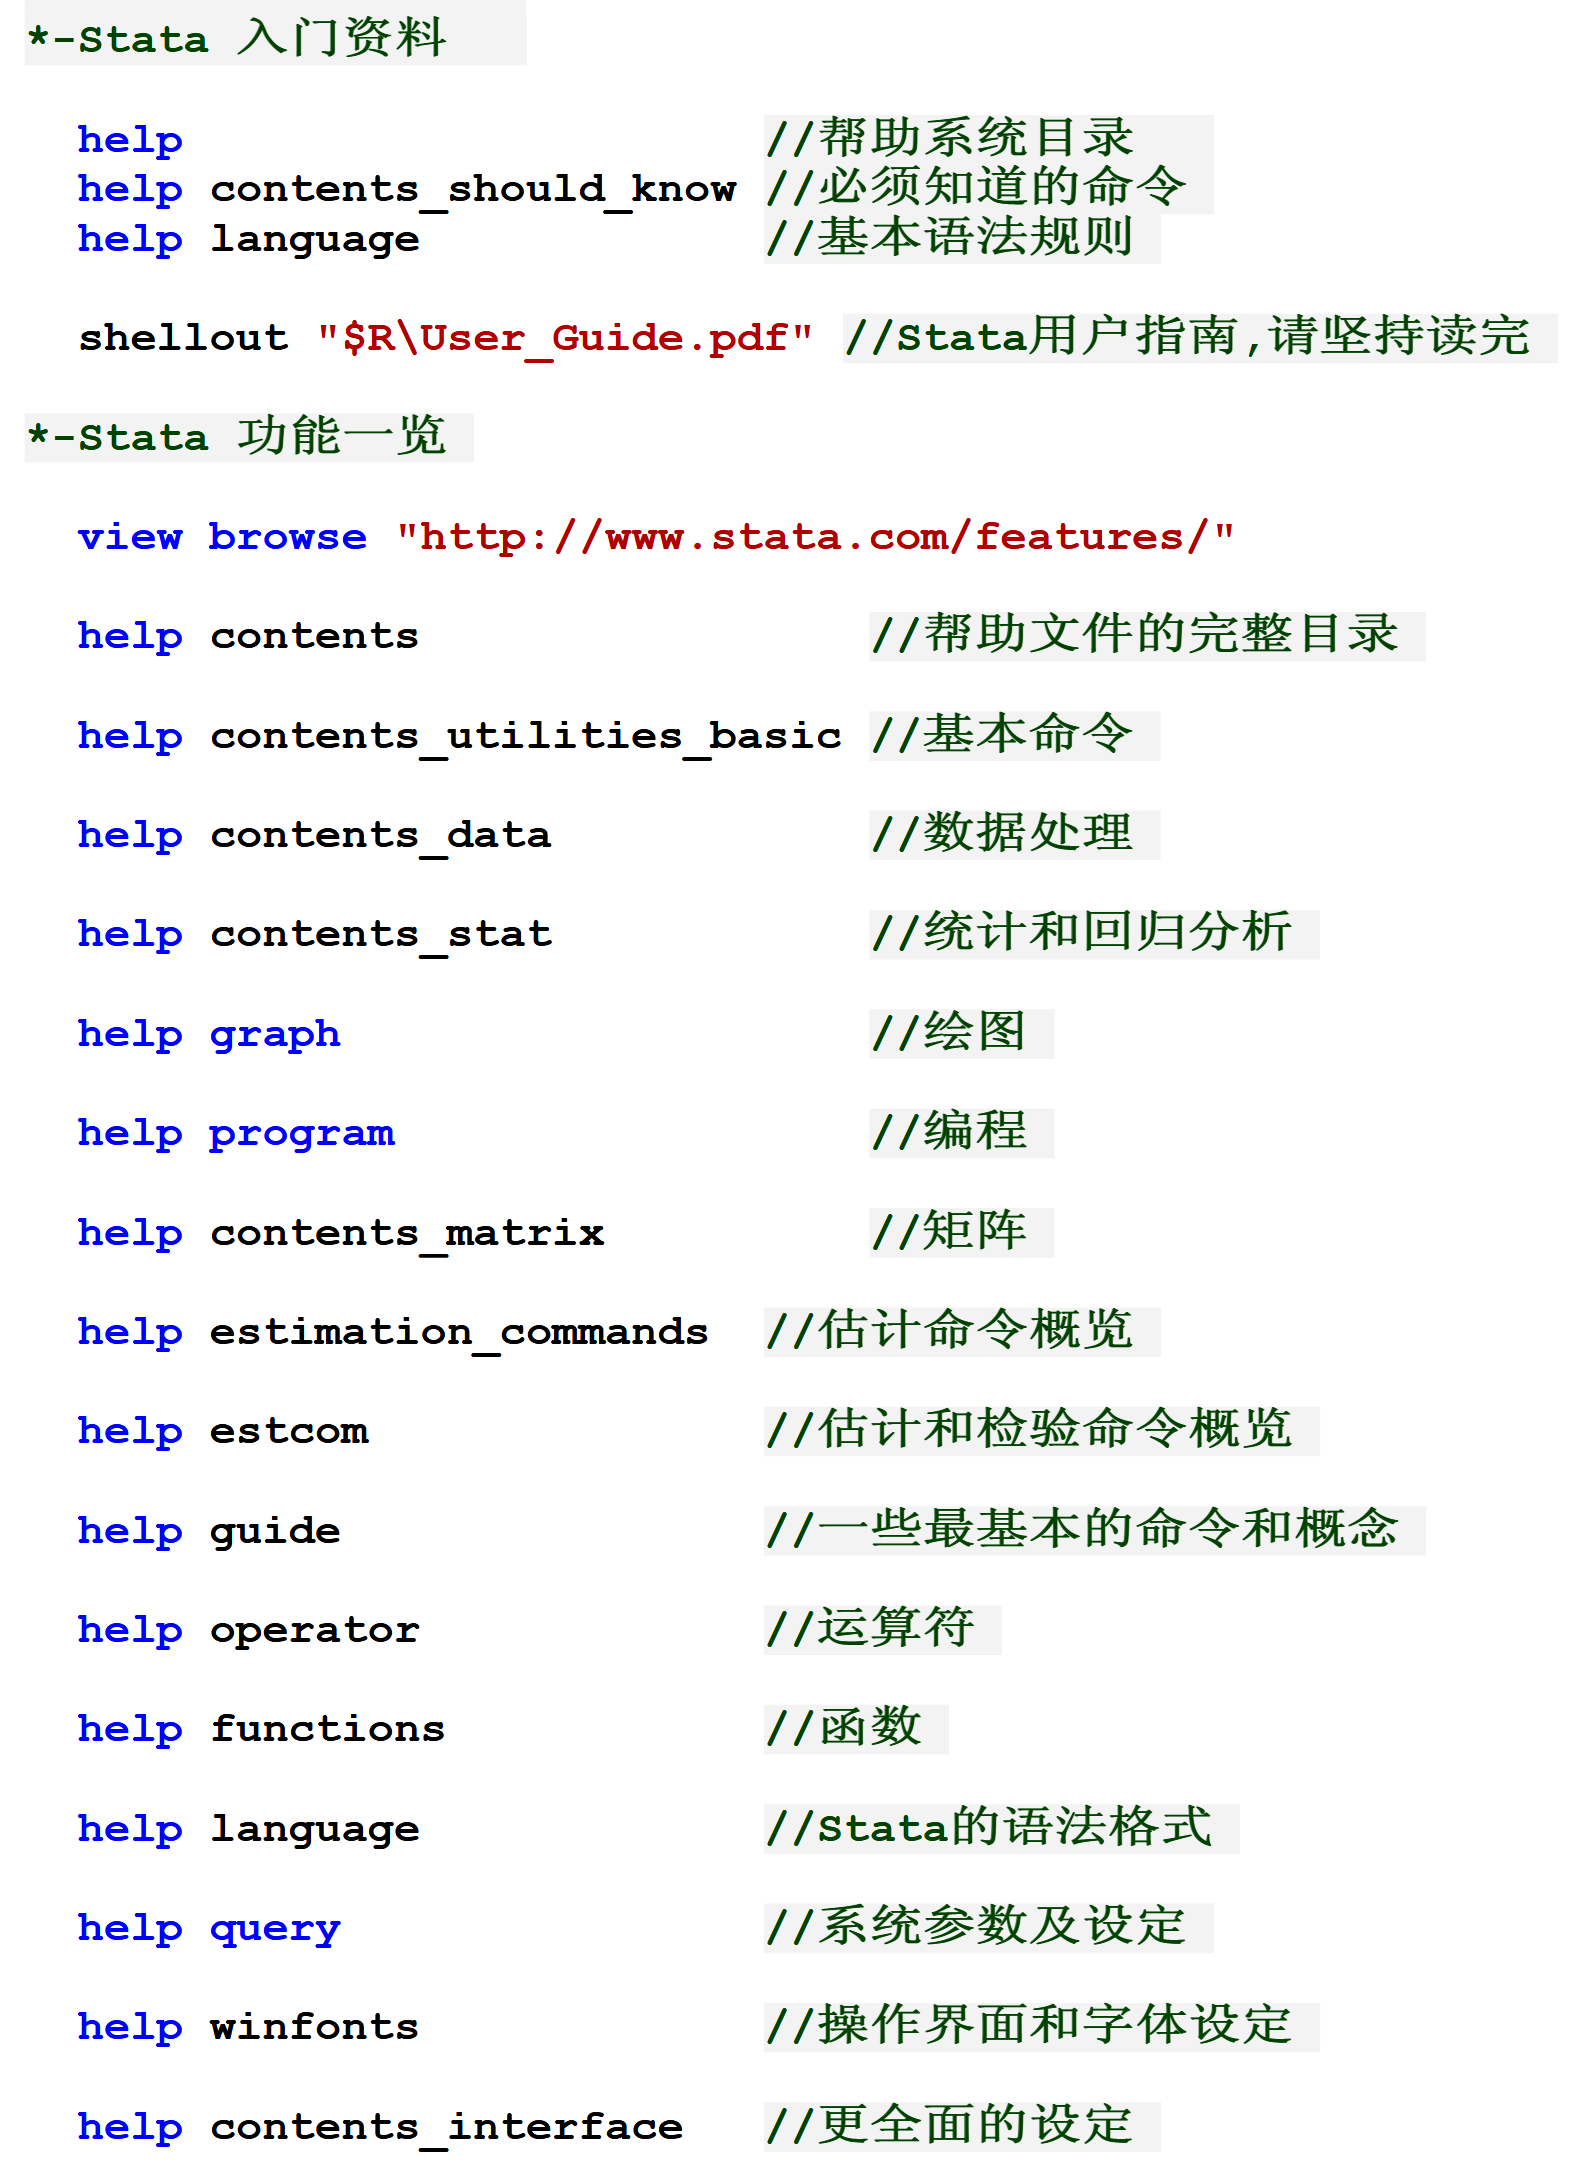 *-Stata 入门资料
help //帮助系统目录
help contents_should_know //必须知道的命令
help language //基本语法规则
shellout "$R\User_Guide.pdf" //Stata用户指南,请坚持读完
*-Stata 功能一览
view browse "http://www.stata.com/features/"
help contents //帮助文件的完整目录
help contents_utilities_basic //基本命令
help contents_data //数据处理
help contents_stat //统计和回归分析
help graph //绘图
help program //编程
help contents_matrix //矩阵
help estimation_commands //估计命令概览
help estcom //估计和检验命令概览
help guide //一些最基本的命令和概念
help operator //运算符
help functions //函数
help language //Stata的语法格式
help query //系统参数及设定
help winfonts //操作界面和字体设定
help contents_interface //更全面的设定